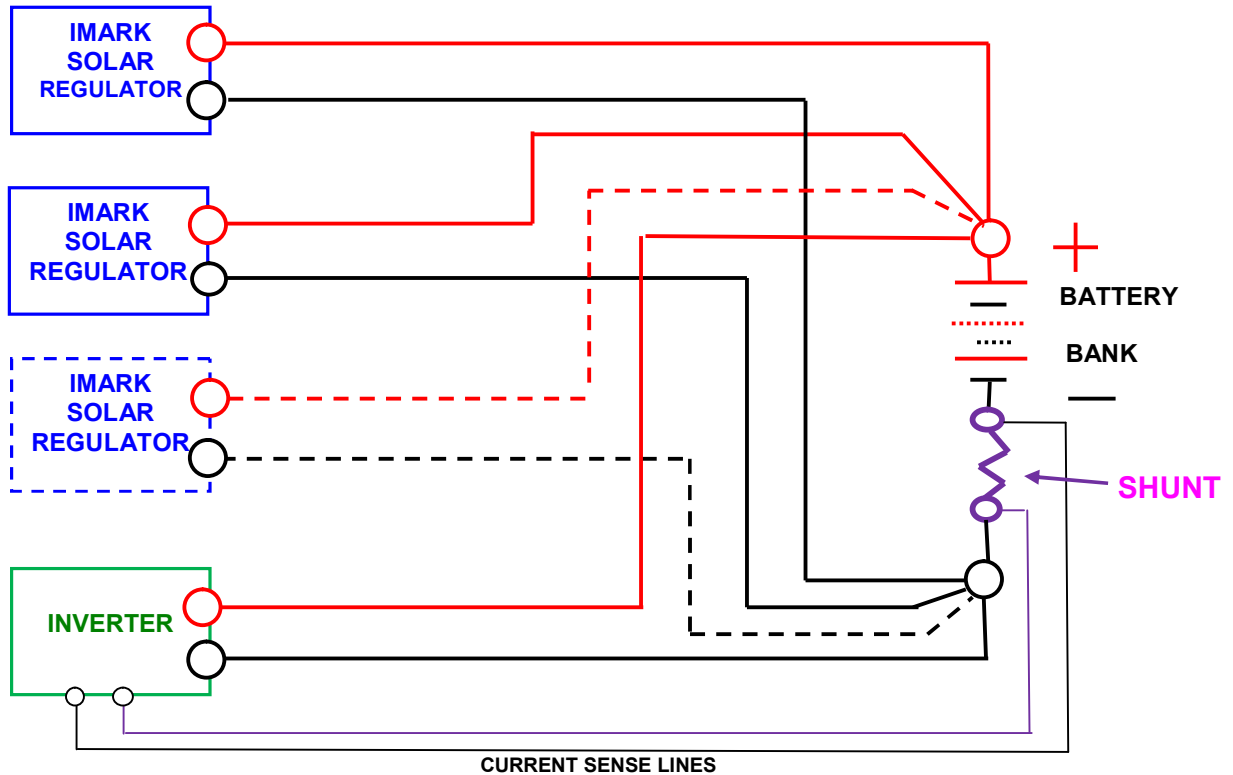 IMARK
SOLAR
REGULATOR
IMARK
SOLAR
REGULATOR
+
BATTERY
BANK
IMARK
SOLAR
REGULATOR
SHUNT
INVERTER
CURRENT SENSE LINES